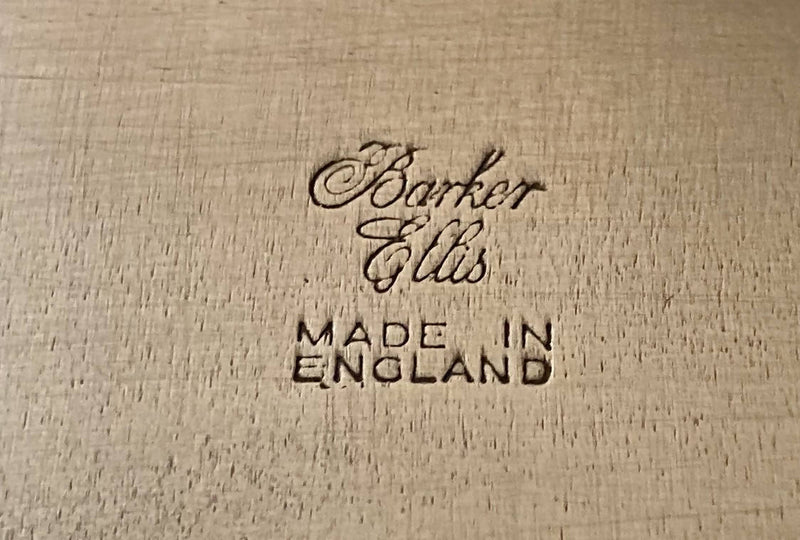 Barker
Ellis
MADE IN
ENGLAND